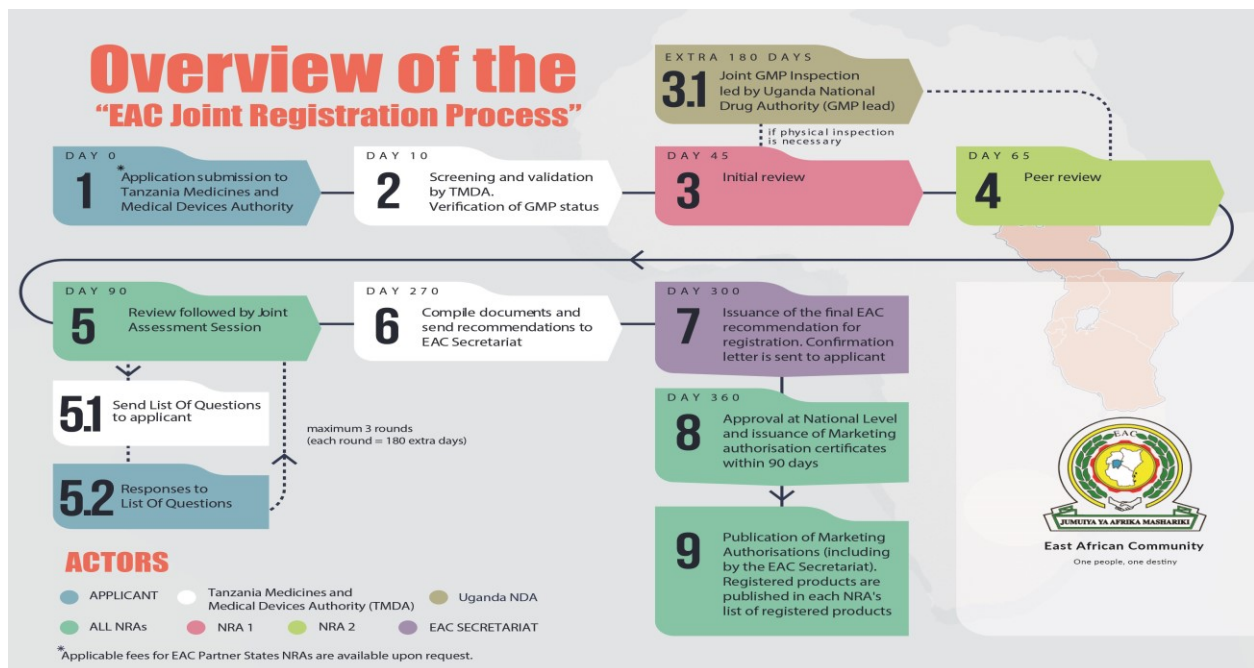 Overview of the
“EAC Joint Registration Process”
DAY 0
1
*Application submission to
Tanzania Medicines and
Medical Devices Authority
DAY 10
2
Screening and validation
by TMDA.
Verification of GMP status
EXTRA 180 DAYS
3.1
Joint GMP Inspection
led by Uganda National
Drug Authority (GMP lead)
if physical inspection
is necessary
DAY 45
3
Initial review
DAY 65
4
Peer review
DAY 90
5
Review followed by Joint
Assessment Session
5.1
Send List Of Questions
to applicant
5.2
Responses to
List Of Questions
maximum 3 rounds
(each round = 180 extra days)
DAY 270
6
Compile documents and
send recommendations to
EAC Secretariat
DAY 300
7
Issuance of the final EAC
recommendation for
registration. Confirmation
letter is sent to applicant
DAY 360
8
Approval at National Level
and issuance of Marketing
authorisation certificates
within 90 days
9
Publication of Marketing
Authorisations (including
by the EAC Secretariat).
Registered products are
published in each NRA's
list of registered products
EAC
JUMUIYA YA AFRIKA MASHARIKI
East African Community
One people, one destiny
ACTORS
APPLICANT
Tanzania Medicines and
Medical Devices Authority (TMDA)
Uganda NDA
ALL NRAs
NRA 1
NRA 2
EAC SECRETARIAT
*Applicable fees for EAC Partner States NRAs are available upon request.